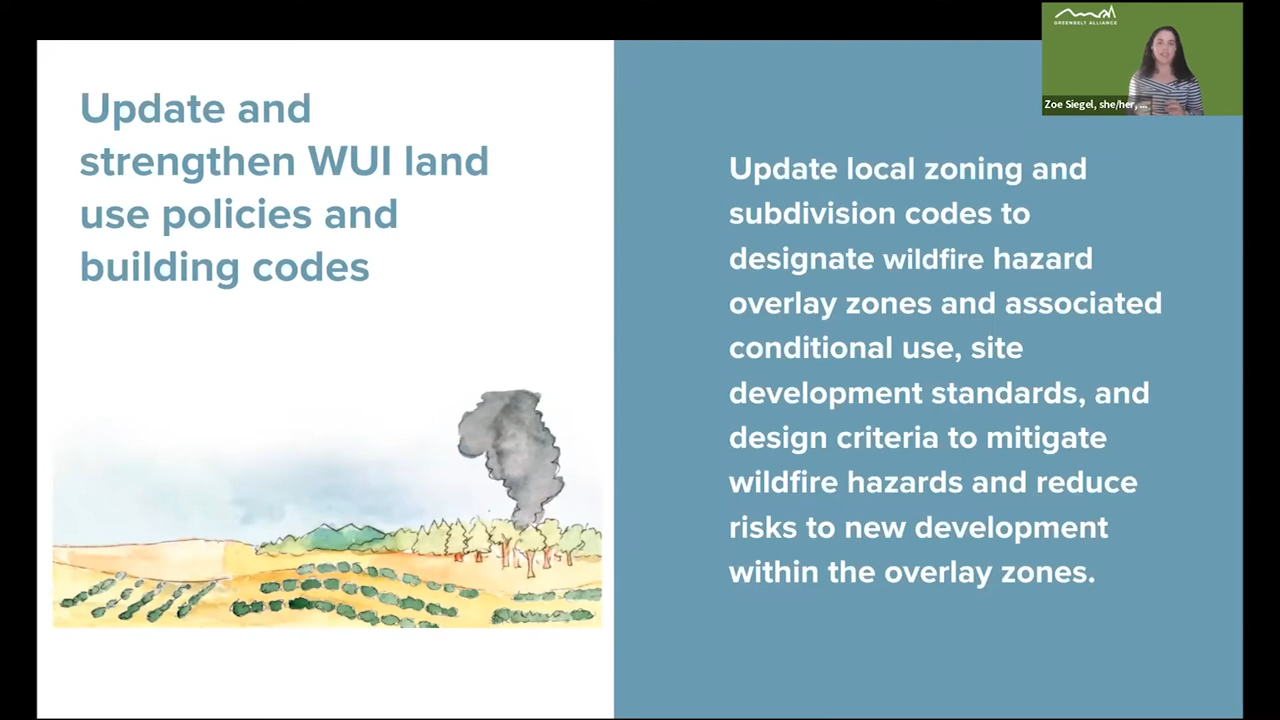 Update and
strengthen WUI land
use policies and
building codes
GREENBELT ALLIANCE
Zoe Siegel, she/her, ...
Update local zoning and
subdivision codes to
designate wildfire hazard
overlay zones and associated
conditional use, site
development standards, and
design criteria to mitigate
wildfire hazards and reduce
risks to new development
within the overlay zones.